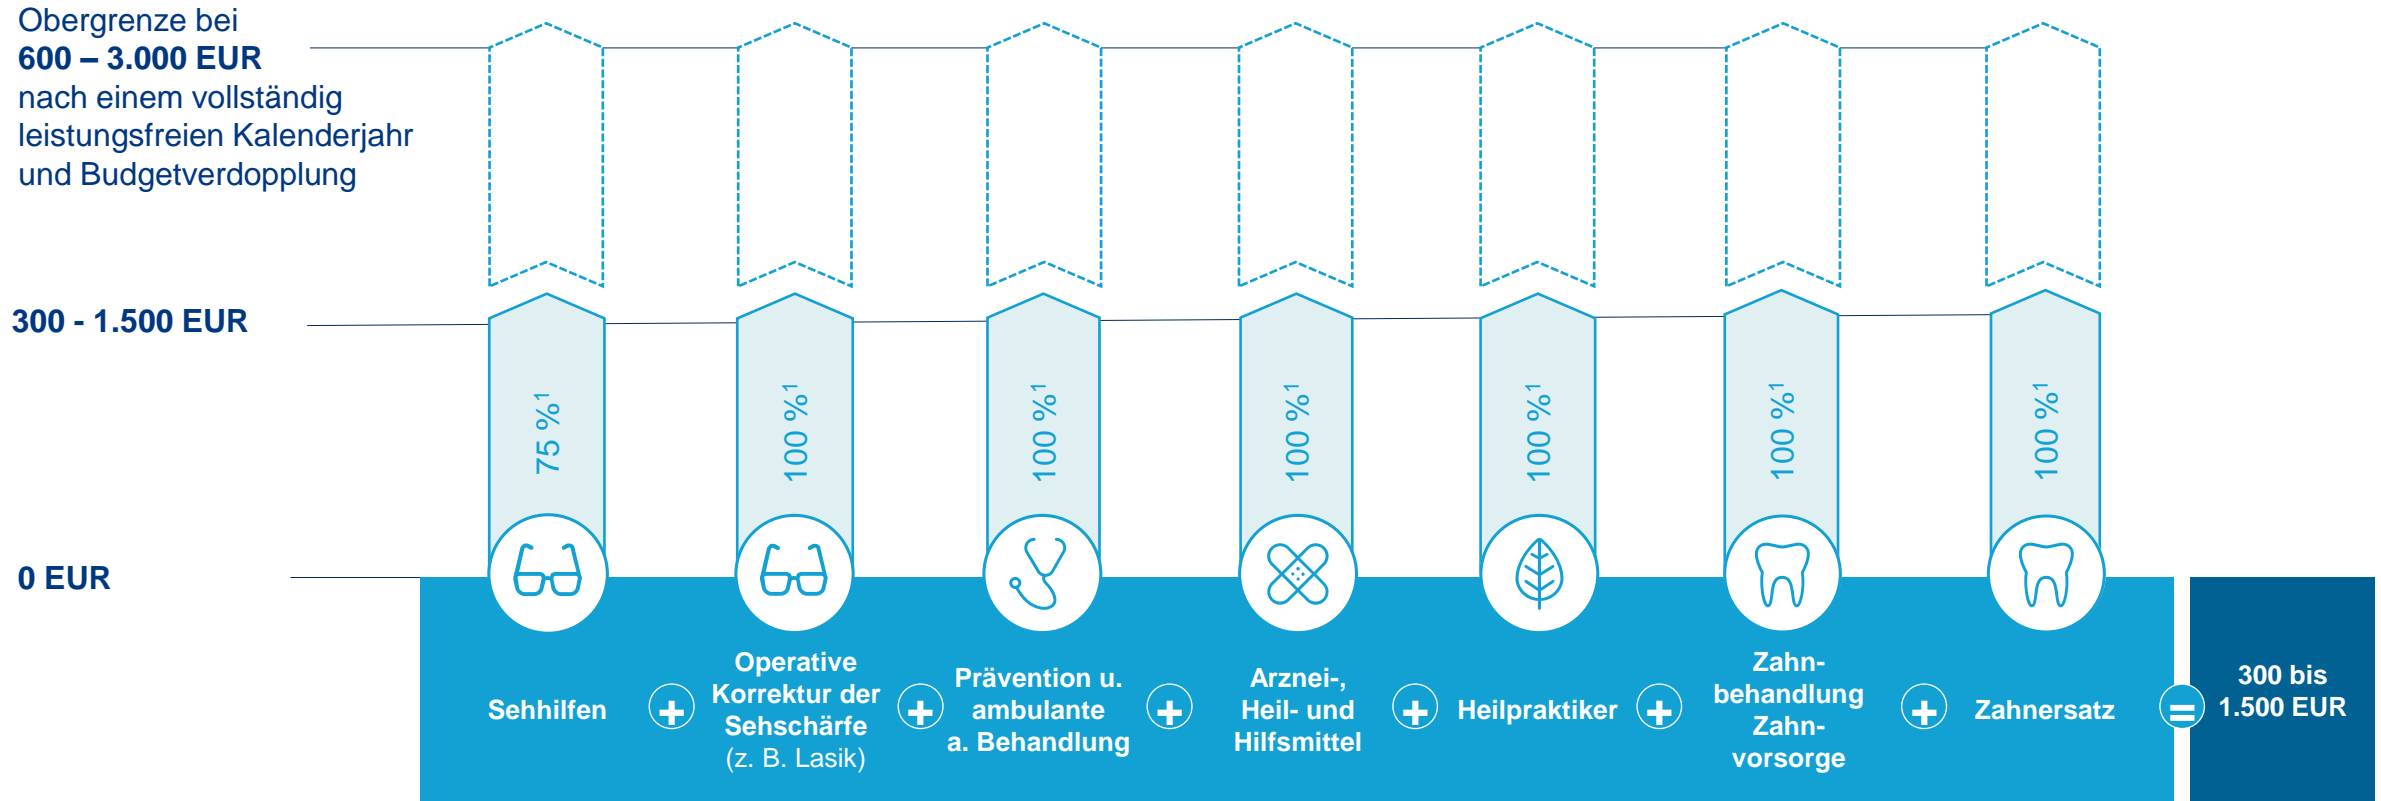 Obergrenze bei
600 – 3.000 EUR
nach einem vollständig
leistungsfreien Kalenderjahr
und Budgetverdopplung
300 - 1.500 EUR
75 %¹
100 %¹
100 %¹
100 %¹
100 %¹
100 %¹
100 %¹
0 EUR
Sehhilfen
+
Operative
Korrektur der
Sehschärfe
(z. B. Lasik)
+
Prävention u.
ambulante
a. Behandlung
+
Arznei-,
Heil- und
Hilfsmittel
+
Heilpraktiker
+
Zahn-
behandlung
Zahn-
vorsorge
+
Zahnersatz
=
300 bis
1.500 EUR